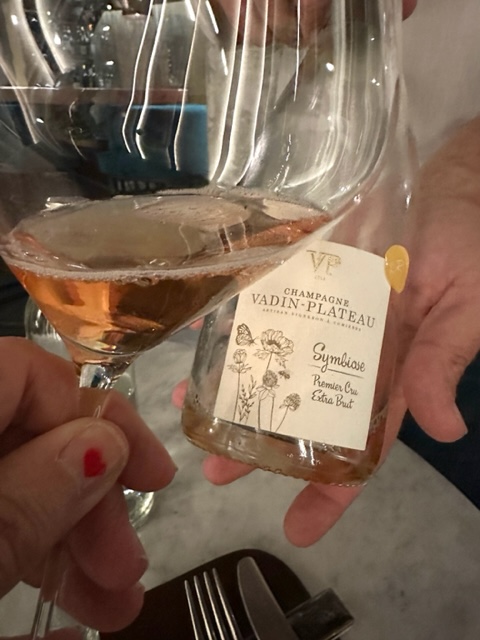 VP
CHAMPAGNE
VADIN-PLATEAU
ARTISAN VIGNERON À CUMIÈRES
Symbiose
Premier Cru
Extra Brut